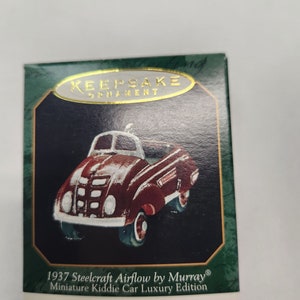 KEEPSAKE
ORNAMENT
1937 Steelcraft Airflow by Murray®
Miniature Kiddie Car Luxury Edition